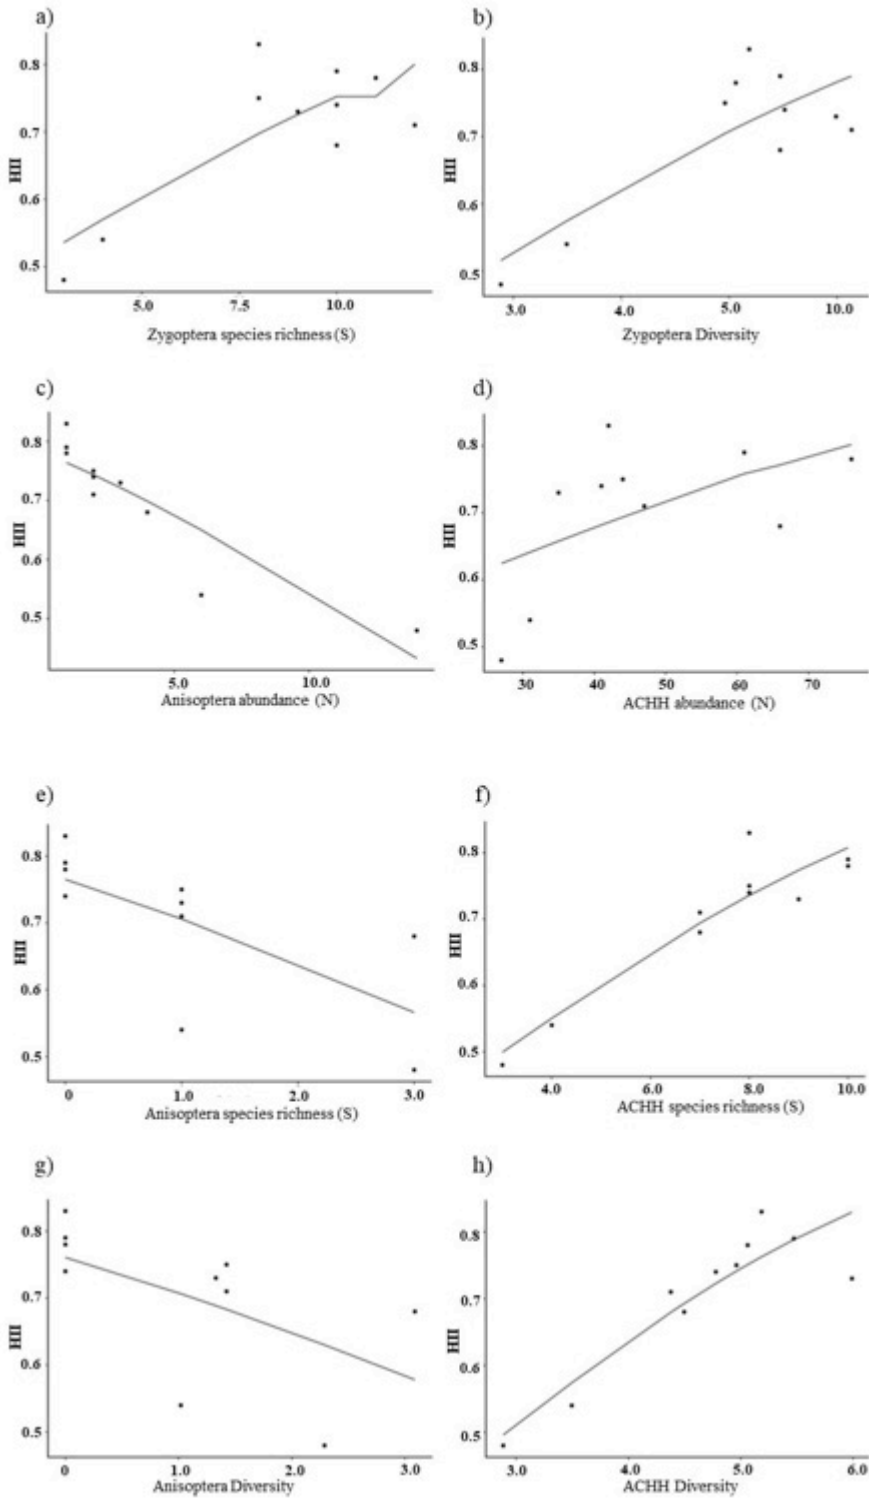 a)
0.8
0.7
0.6
0.5
HII
5.0 7.5 10.0
Zygoptera species richness (S)
b)
0.8
0.7
0.6
0.5
HII
3.0 4.0 5.0 10.0
Zygoptera Diversity
c)
0.8
0.7
0.6
0.5
HII
5.0 10.0
Anisoptera abundance (N)
d)
0.8
0.7
0.6
0.5
HII
30 40 50 60 70
ACHH abundance (N)
e)
0.8
0.7
0.6
0.5
HII
0 1.0 2.0 3.0
Anisoptera species richness (S)
f)
0.8
0.7
0.6
0.5
HII
4.0 6.0 8.0 10.0
ACHH species richness (S)
g)
0.8
0.7
0.6
0.5
HII
0 1.0 2.0 3.0
Anisoptera Diversity
h)
0.8
0.7
0.6
0.5
HII
3.0 4.0 5.0 6.0
ACHH Diversity